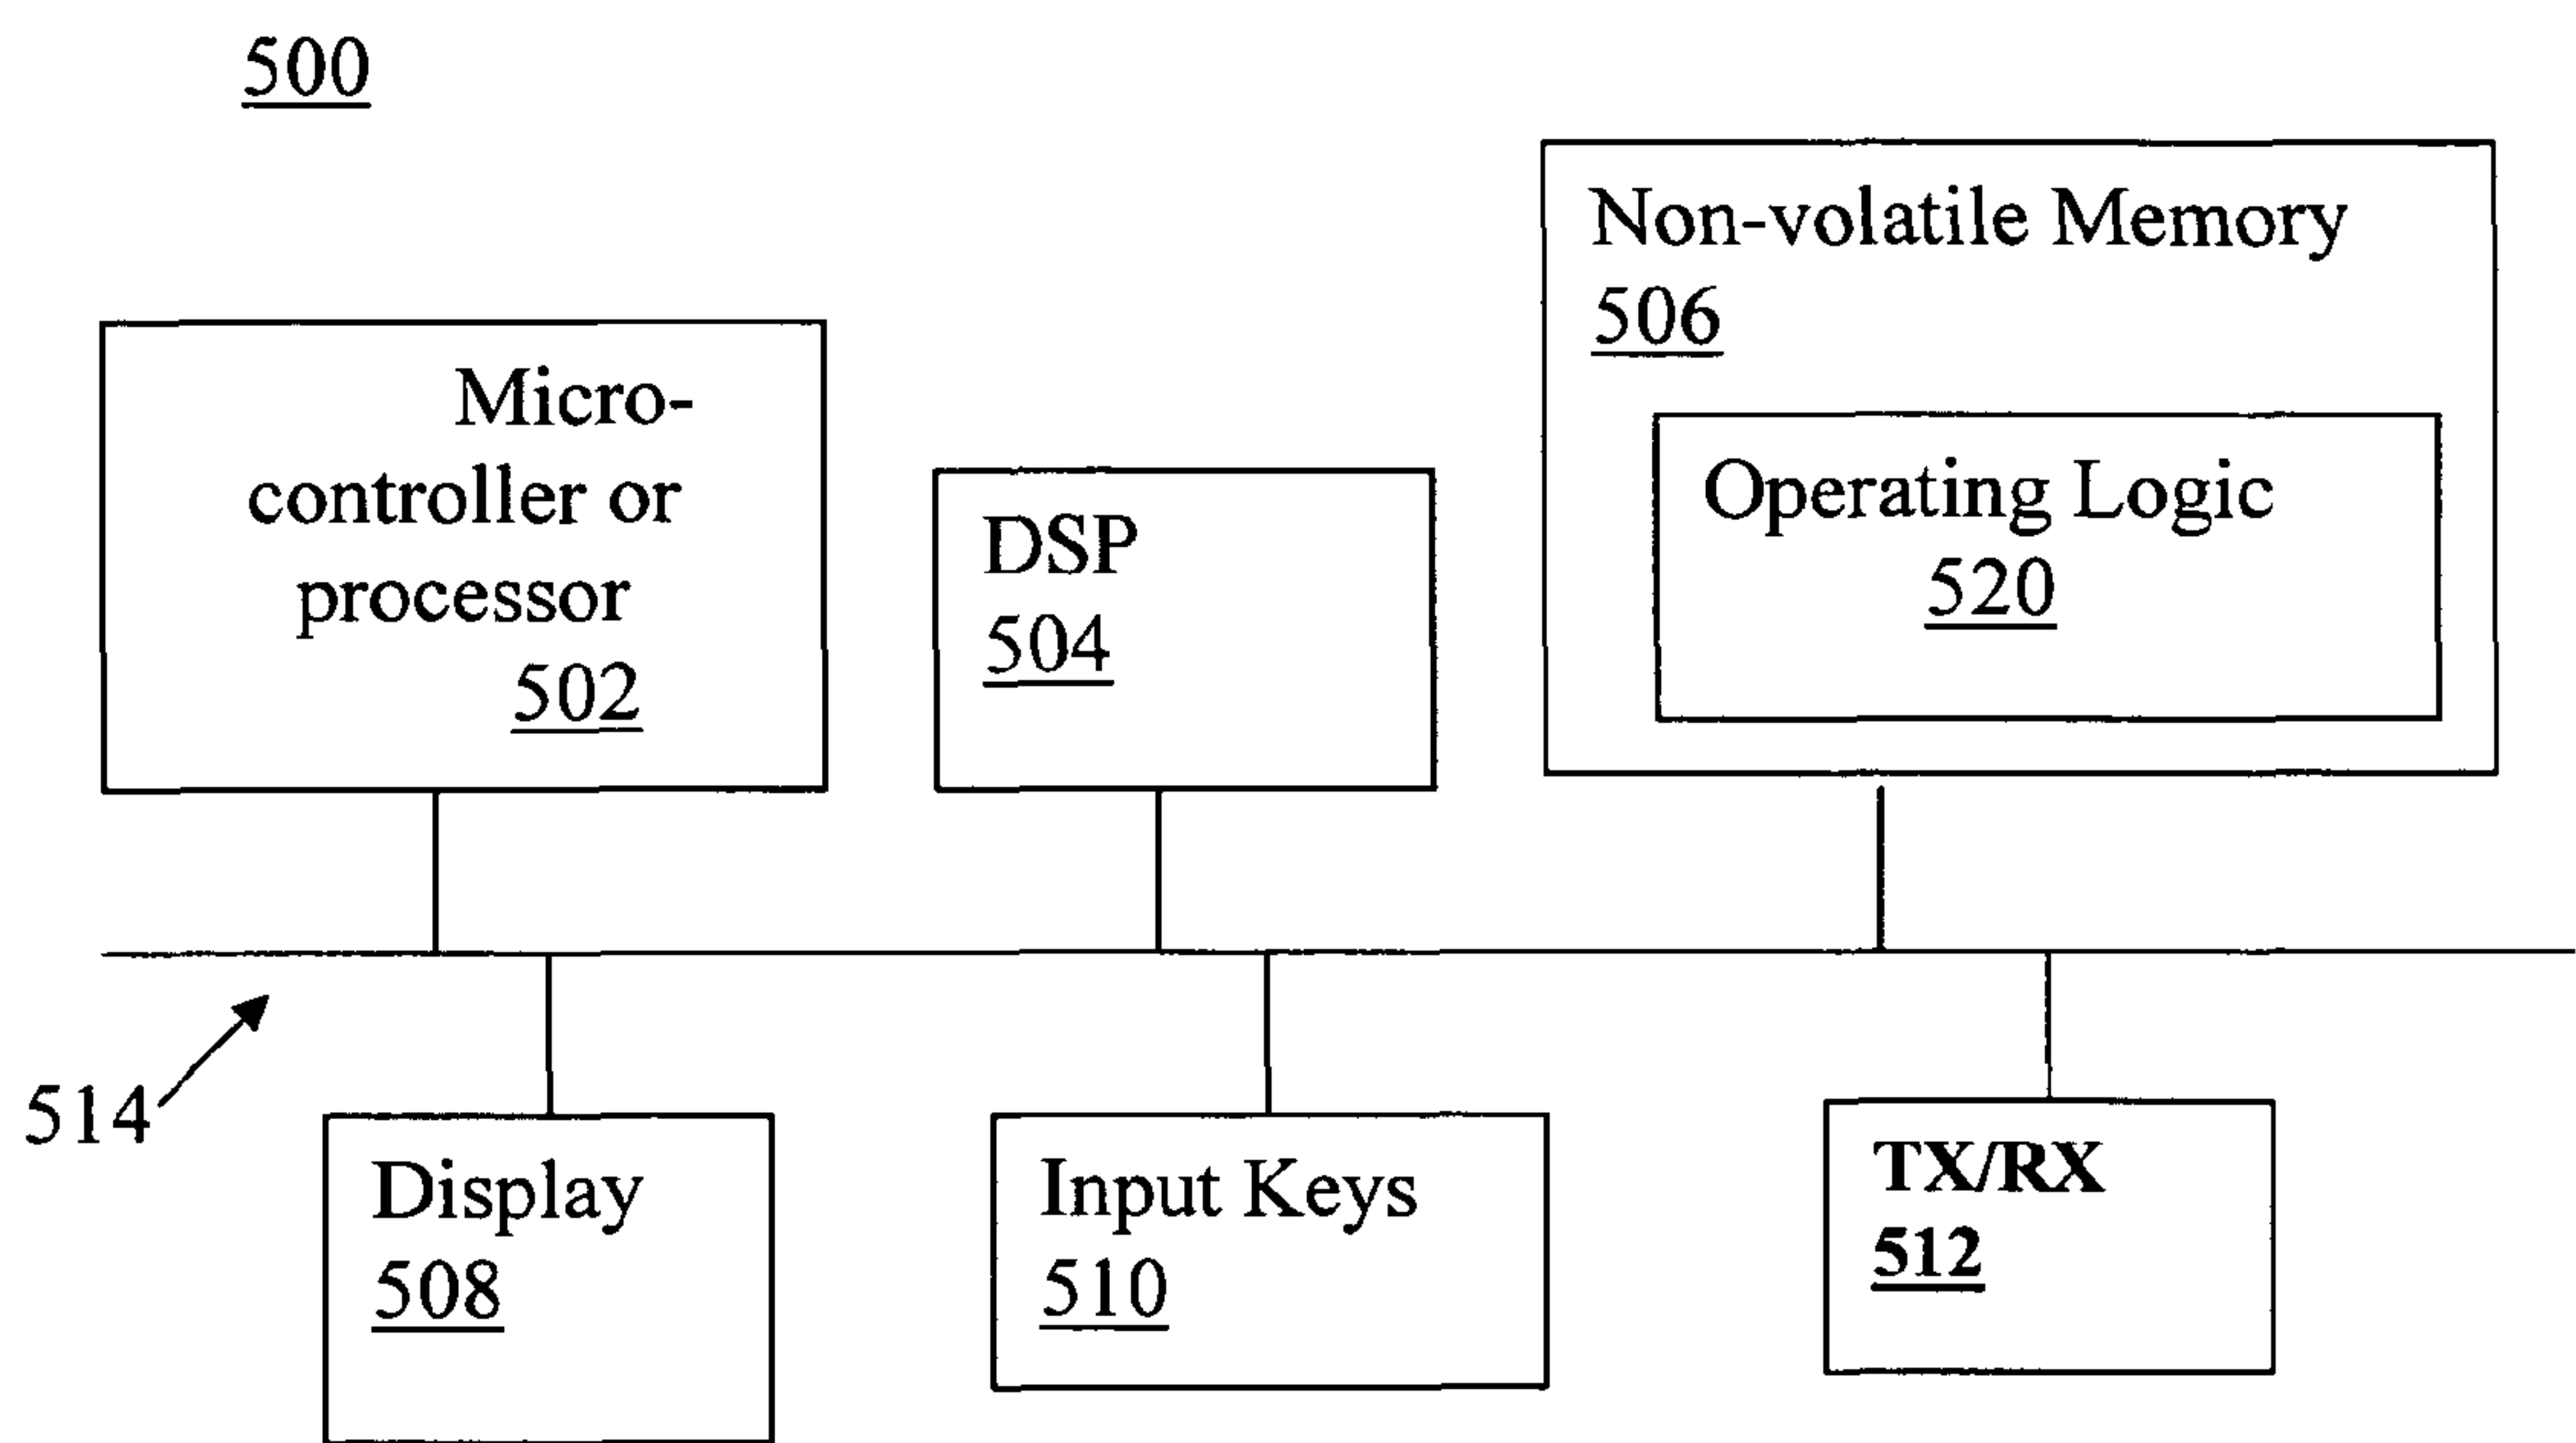 500
Micro-
controller or
processor
502
DSP
504
Non-volatile Memory
506
Operating Logic
520
514
Display
508
Input Keys
510
TX/RX
512